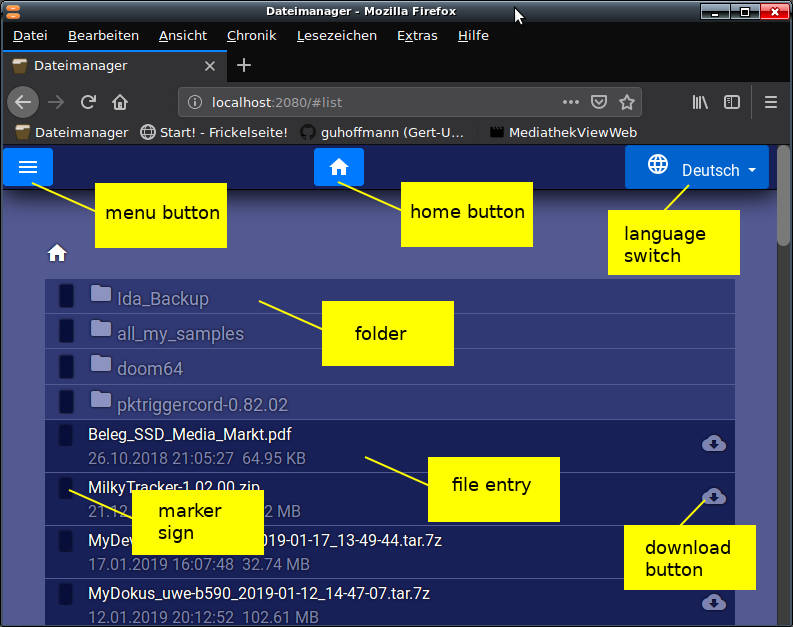 Dateimanager - Mozilla Firefox
Datei Bearbeiten Ansicht Chronik Lesezeichen Extras Hilfe
Dateimanager
localhost:2080/#list
Dateimanager Start! - Frickelseite! guhoffmann (Gert-U... MediathekViewWeb
Deutsch
menu button
home button
language
switch
Ida_Backup
folder
all_my_samples
doom64
pktriggercord-0.82.02
Beleg_SSD_Media_Markt.pdf
26.10.2018 21:05:27 64.95 KB
file entry
MilkyTracker-1.02.00.zip
21.12 2 MB
marker
sign
MyDev 2019-01-17_13-49-44.tar.7z
17.01.2019 16:07:48 32.74 MB
download
button
MyDokus_uwe-b590_2019-01-12_14-47-07.tar.7z
12.01.2019 20:12:52 102.61 MB